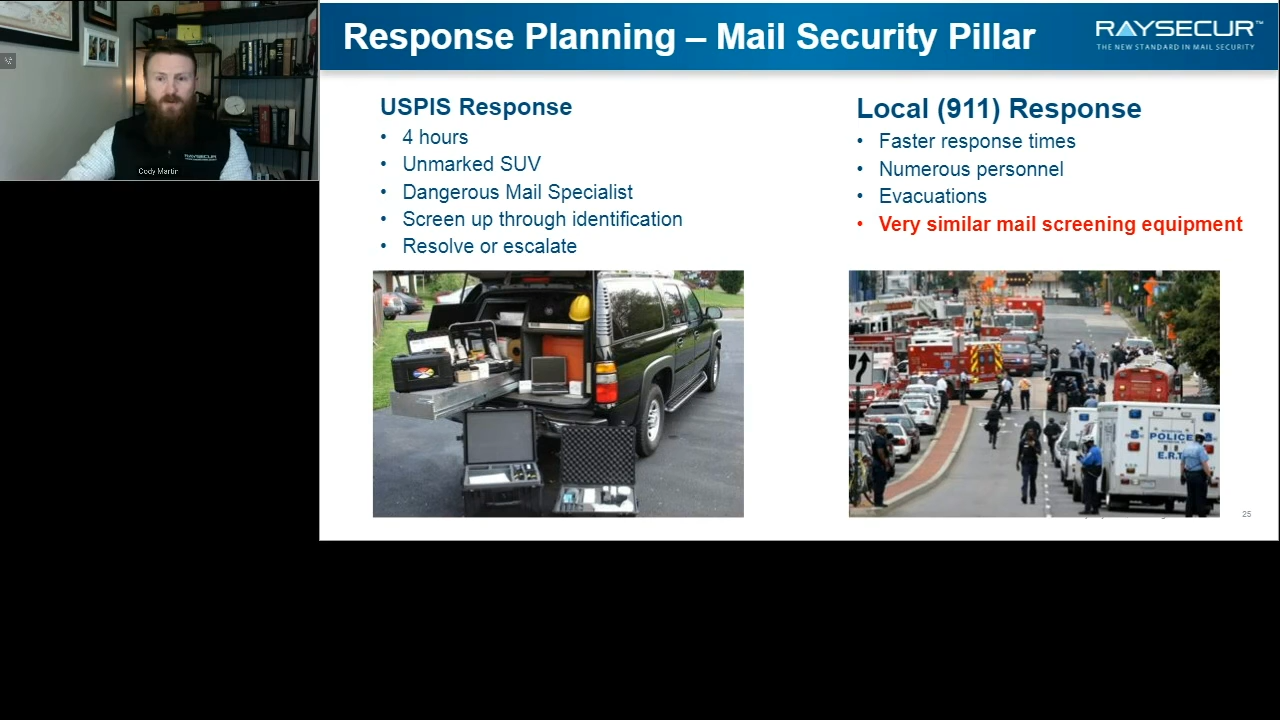 Response Planning – Mail Security Pillar
RAYSECUR™
THE NEW STANDARD IN MAIL SECURITY
RAYSECUR
Cody Martin
USPIS Response
• 4 hours
• Unmarked SUV
• Dangerous Mail Specialist
• Screen up through identification
• Resolve or escalate
Local (911) Response
• Faster response times
• Numerous personnel
• Evacuations
• Very similar mail screening equipment
POLICE
E.R.T.
25